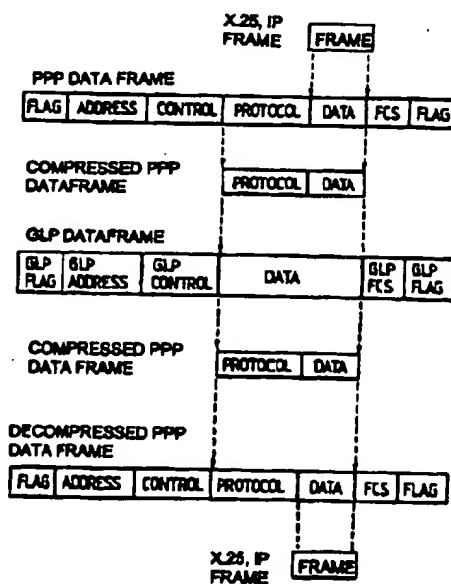 X.25, IP
FRAME FRAME
PPP DATA FRAME
FLAG ADDRESS CONTROL PROTOCOL DATA FCS FLAG
COMPRESSED PPP
DATAFRAME
PROTOCOL DATA
GLP DATAFRAME
GLP FLAG GLP ADDRESS GLP CONTROL DATA GLP FCS GLP FLAG
COMPRESSED PPP
DATA FRAME
PROTOCOL DATA
DECOMPRESSED PPP
DATA FRAME
FLAG ADDRESS CONTROL PROTOCOL DATA FCS FLAG
X.25, IP
FRAME FRAME